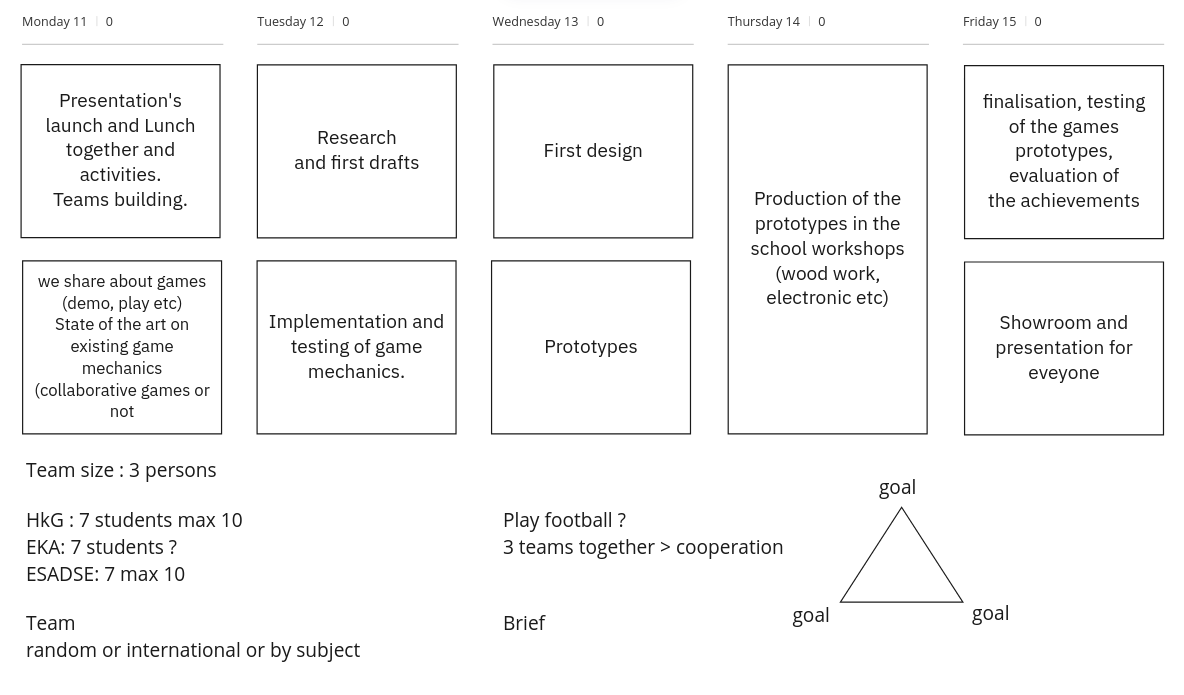 Monday 11 | 0
Tuesday 12 | 0
Wednesday 13 | 0
Thursday 14 | 0
Friday 15 | 0
Presentation's
launch and Lunch
together and
activities.
Teams building.
Research
and first drafts
First design
Production of the
prototypes in the
school workshops
(wood work,
electronic etc)
finalisation, testing
of the games
prototypes,
evaluation of
the achievements
we share about games
(demo, play etc)
State of the art on
existing game
mechanics
(collaborative games or
not
Implementation and
testing of game
mechanics.
Prototypes
Showroom and
presentation for
eveyone
Team size : 3 persons
HkG : 7 students max 10
EKA: 7 students ?
ESADSE: 7 max 10
Team
random or international or by subject
Play football ?
3 teams together > cooperation
Brief
goal
goal
goal